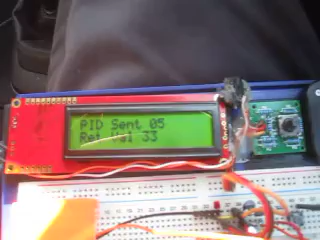 PID Sent 05
Ret Val 33